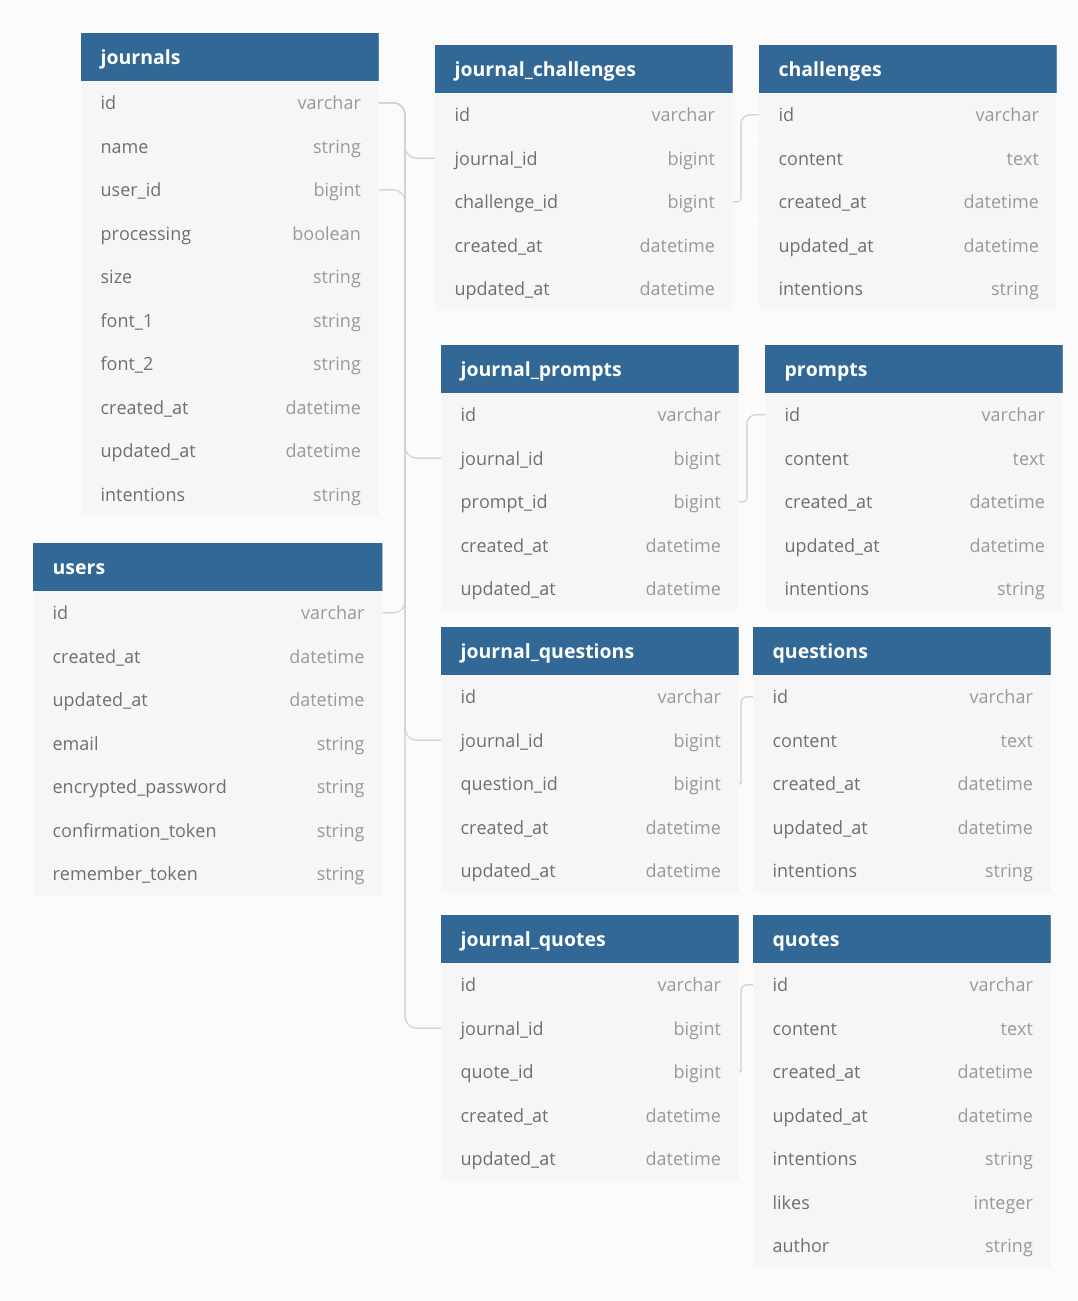 journals
id varchar
name string
user_id bigint
processing boolean
size string
font_1 string
font_2 string
created_at datetime
updated_at datetime
intentions string
users
id varchar
created_at datetime
updated_at datetime
email string
encrypted_password string
confirmation_token string
remember_token string
journal_challenges
id varchar
journal_id bigint
challenge_id bigint
created_at datetime
updated_at datetime
challenges
id varchar
content text
created_at datetime
updated_at datetime
intentions string
journal_prompts
id varchar
journal_id bigint
prompt_id bigint
created_at datetime
updated_at datetime
prompts
id varchar
content text
created_at datetime
updated_at datetime
intentions string
journal_questions
id varchar
journal_id bigint
question_id bigint
created_at datetime
updated_at datetime
questions
id varchar
content text
created_at datetime
updated_at datetime
intentions string
journal_quotes
id varchar
journal_id bigint
quote_id bigint
created_at datetime
updated_at datetime
quotes
id varchar
content text
created_at datetime
updated_at datetime
intentions string
likes integer
author string